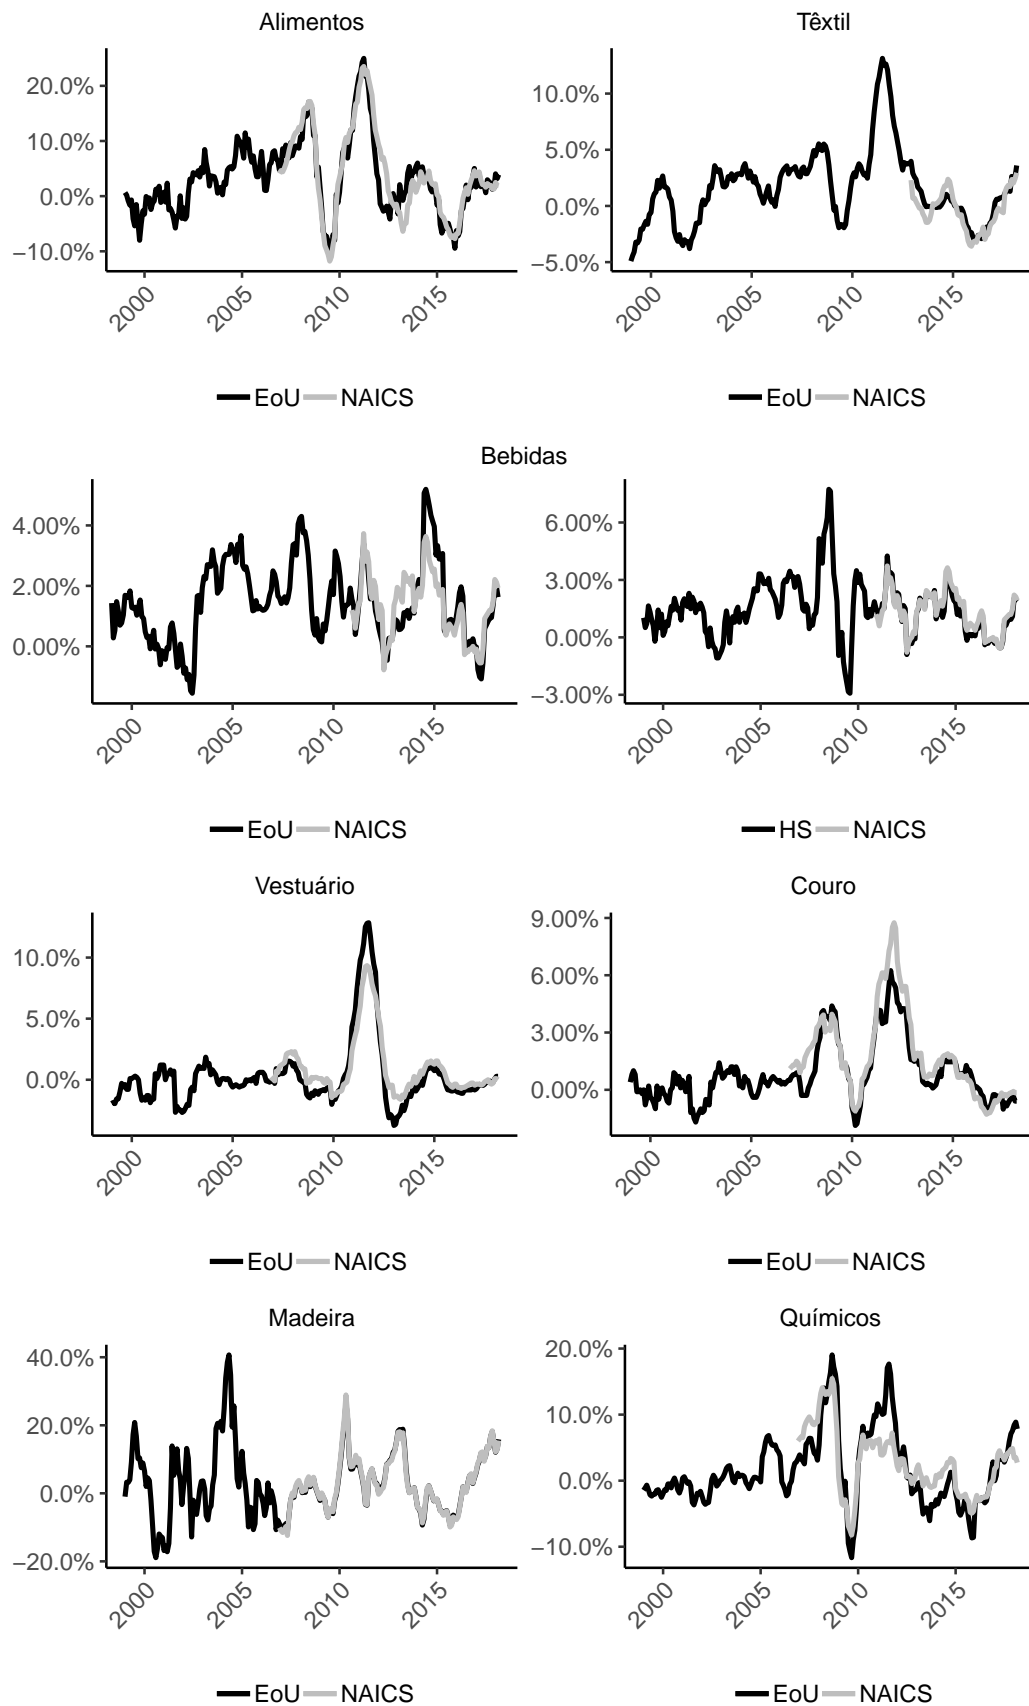 Alimentos
Têxtil
20.0%
10.0%
0.0%
−10.0%
10.0%
5.0%
0.0%
−5.0%
2000 2005 2010 2015
2000 2005 2010 2015
EoU NAICS
EoU NAICS
Bebidas
4.00%
2.00%
0.00%
6.00%
3.00%
0.00%
−3.00%
2000 2005 2010 2015
2000 2005 2010 2015
EoU NAICS
HS NAICS
Vestuário
Couro
10.0%
5.0%
0.0%
9.00%
6.00%
3.00%
0.00%
2000 2005 2010 2015
2000 2005 2010 2015
EoU NAICS
EoU NAICS
Madeira
Químicos
40.0%
20.0%
0.0%
−20.0%
20.0%
10.0%
0.0%
−10.0%
2000 2005 2010 2015
2000 2005 2010 2015
EoU NAICS
EoU NAICS